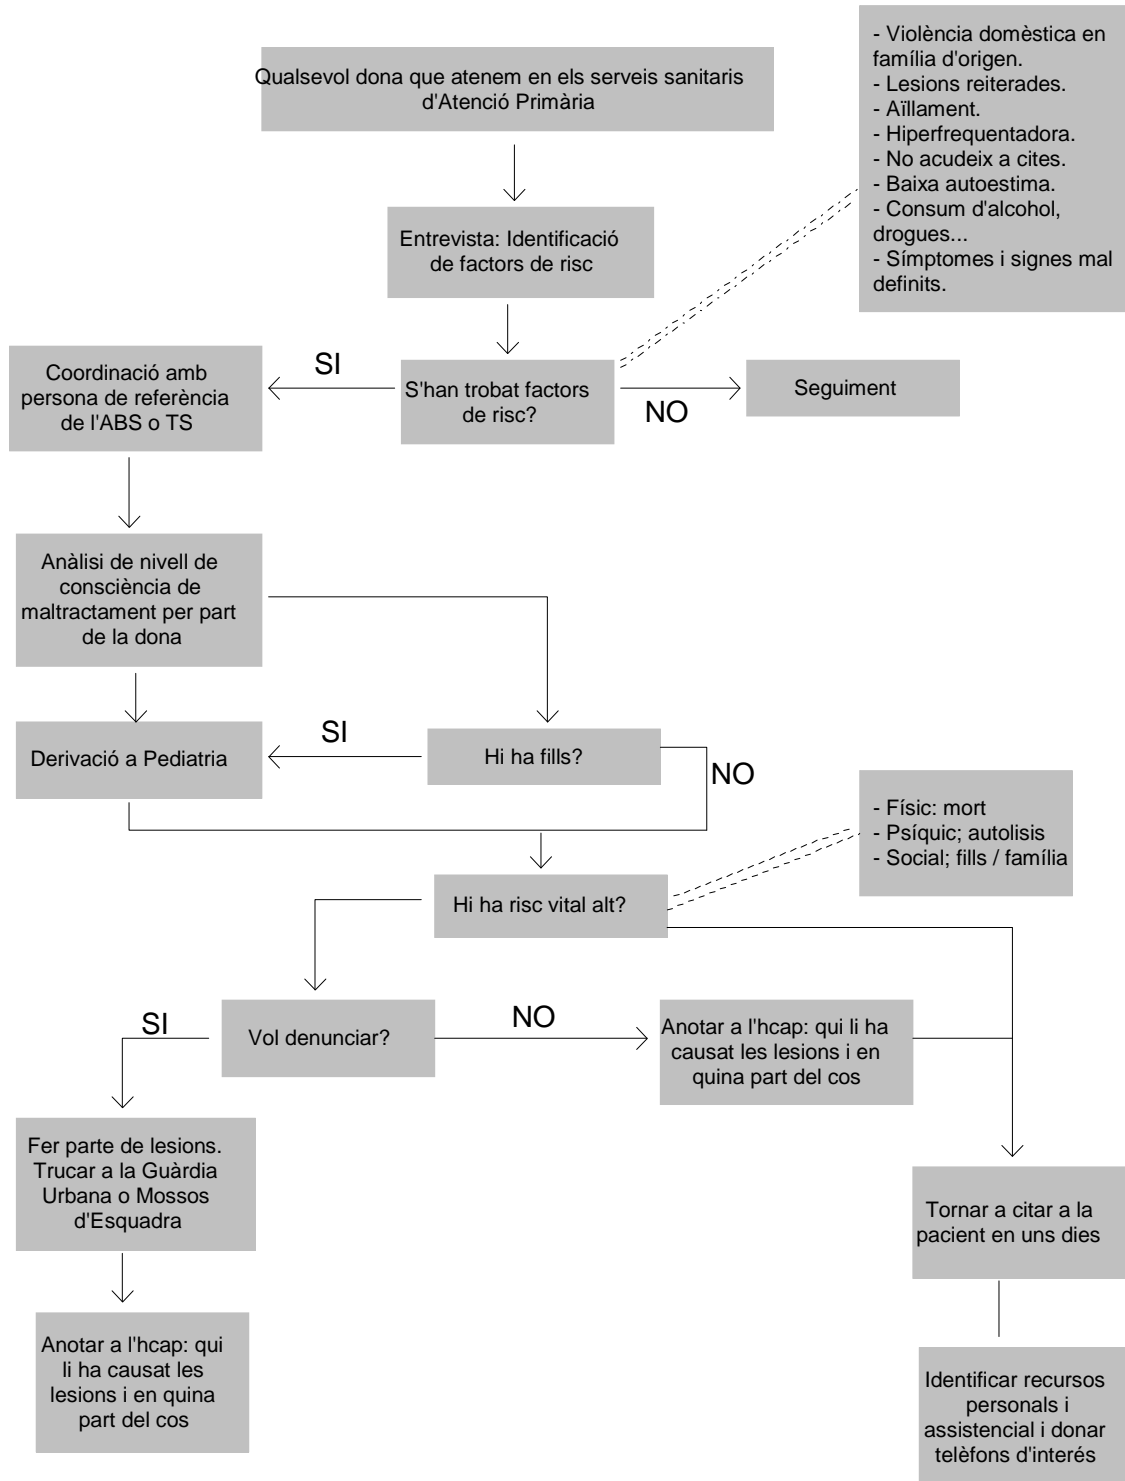 Qualsevol dona que atenem en els serveis sanitaris
d'Atenció Primària
- Violència domèstica en
família d'origen.
- Lesions reiterades.
- Aïllament.
- Hiperfrequentadora.
- No acudeix a cites.
- Baixa autoestima.
- Consum d'alcohol,
drogues...
- Símptomes i signes mal
definits.
Entrevista: Identificació
de factors de risc
Coordinació amb
persona de referència
de l'ABS o TS
SI
S'han trobat factors
de risc?
NO
Seguiment
Anàlisi de nivell de
consciència de
maltractament per part
de la dona
Derivació a Pediatria
SI
Hi ha fills?
NO
- Físic: mort
- Psíquic; autolisis
- Social; fills / família
Hi ha risc vital alt?
SI
Vol denunciar?
NO
Anotar a l'hcap: qui li ha
causat les lesions i en
quina part del cos
Fer parte de lesions.
Trucar a la Guàrdia
Urbana o Mossos
d'Esquadra
Tornar a citar a la
pacient en uns dies
Anotar a l'hcap: qui
li ha causat les
lesions i en quina
part del cos
Identificar recursos
personals i
assistencial i donar
telèfons d'interés